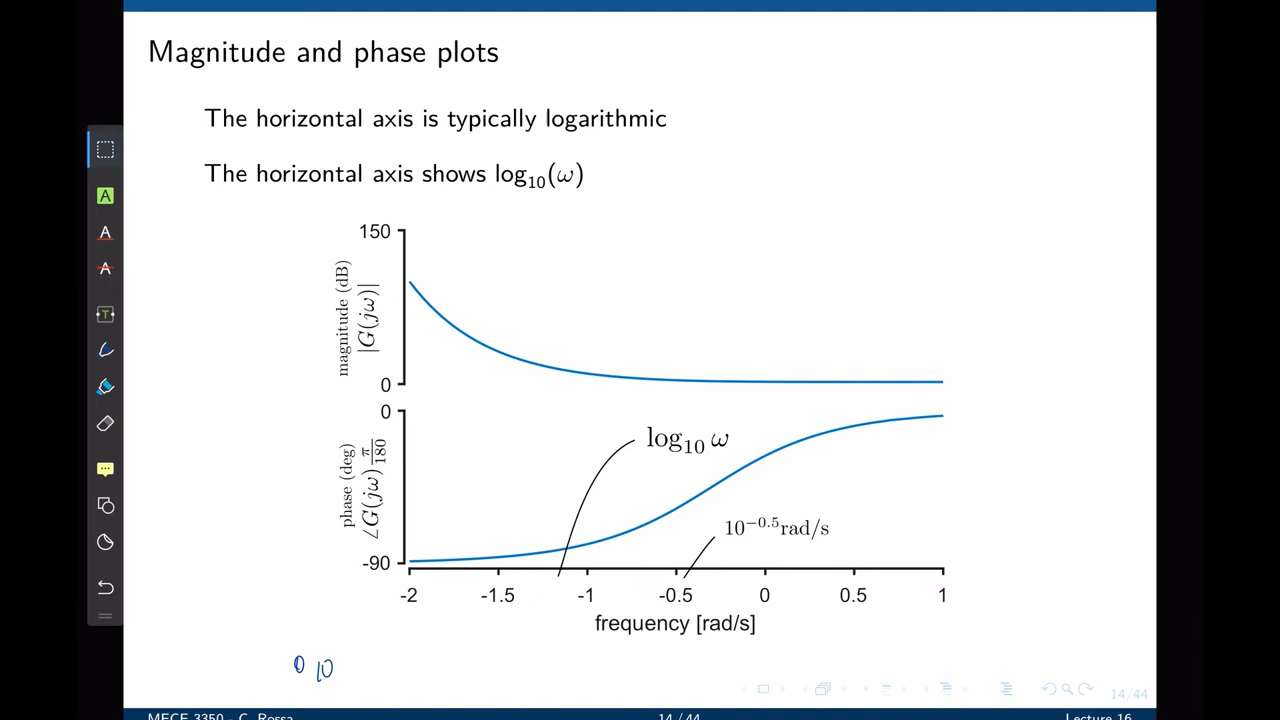 Magnitude and phase plots
The horizontal axis is typically logarithmic
The horizontal axis shows log₁₀(ω)
150
magnitude (dB)
|G(jω)|
0
0
phase (deg)
∠G(jω) π/180
-90
log₁₀ ω
10⁻⁰·⁵rad/s
-2 -1.5 -1 -0.5 0 0.5 1
frequency [rad/s]
0 10
14/44
MECE 3350 - C. Rossa 14 / 44 Lecture 16
A
A
A
T